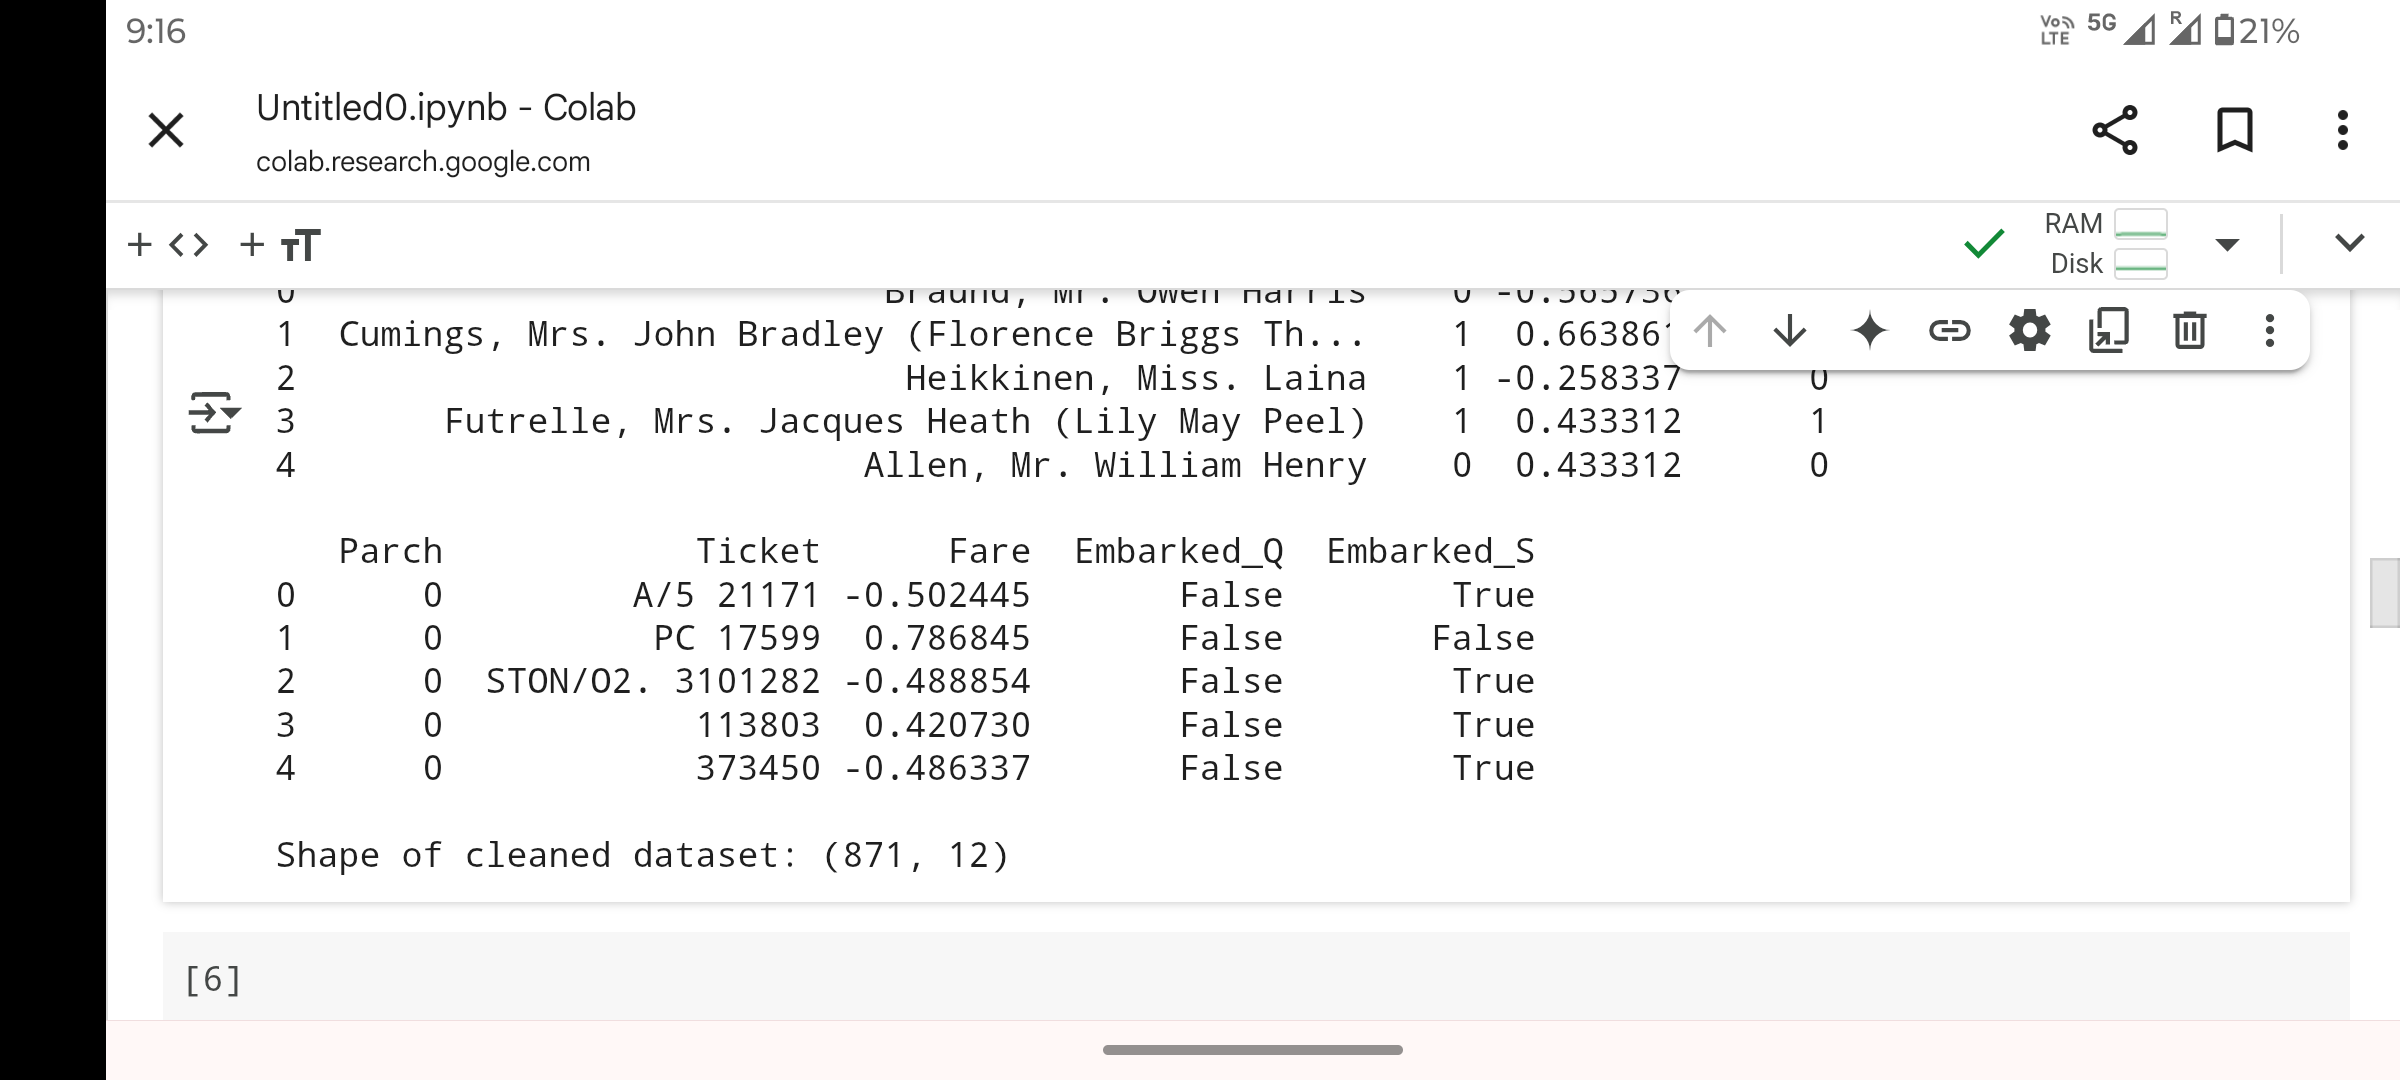 9:16 Vo LTE 5G R 21%
Untitled0.ipynb - Colab
colab.research.google.com
RAM
Disk
0 Braund, Mr. Owen Harris 0 -0.565736
1 Cumings, Mrs. John Bradley (Florence Briggs Th... 1 0.663861
2 Heikkinen, Miss. Laina 1 -0.258337 0
3 Futrelle, Mrs. Jacques Heath (Lily May Peel) 1 0.433312 1
4 Allen, Mr. William Henry 0 0.433312 0
Parch Ticket Fare Embarked_Q Embarked_S
0 0 A/5 21171 -0.502445 False True
1 0 PC 17599 0.786845 False False
2 0 STON/O2. 3101282 -0.488854 False True
3 0 113803 0.420730 False True
4 0 373450 -0.486337 False True
Shape of cleaned dataset: (871, 12)
[6]